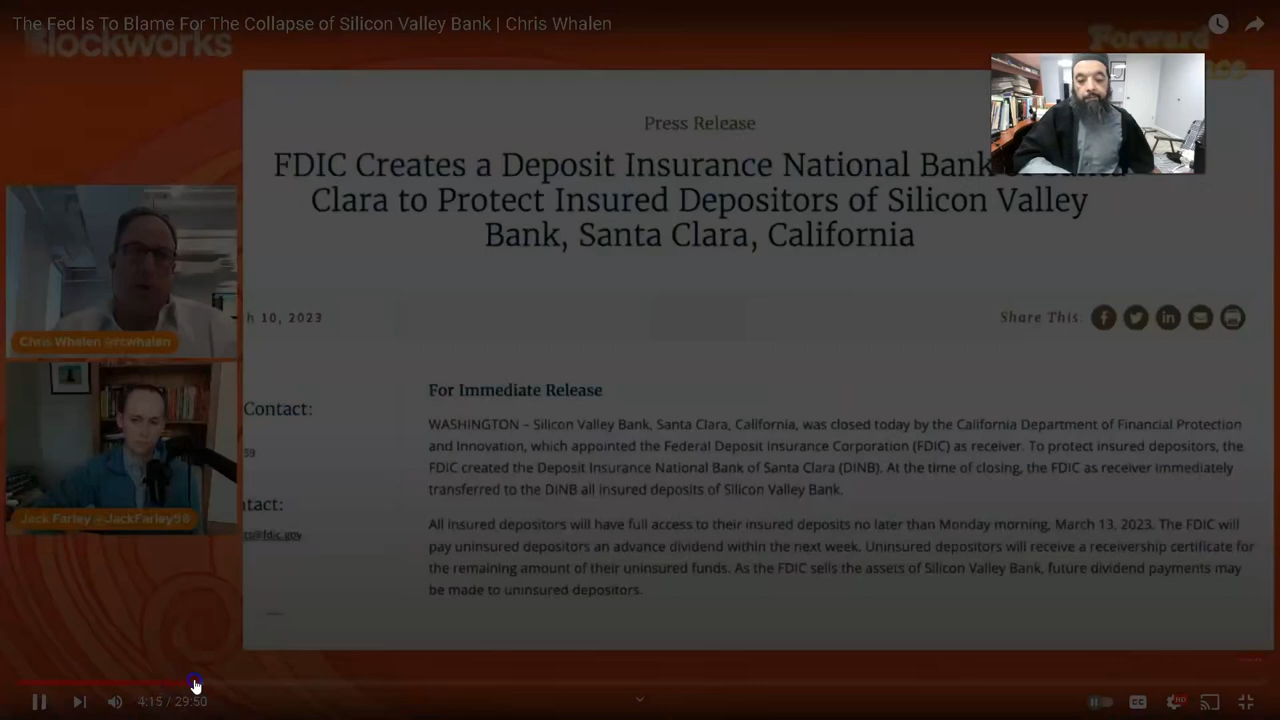 The Fed Is To Blame For The Collapse of Silicon Valley Bank | Chris Whalen
Blockworks
Forward
Press Release
FDIC Creates a Deposit Insurance National Bank
Clara to Protect Insured Depositors of Silicon Valley
Bank, Santa Clara, California
h 10, 2023
Share This:
Chris Whalen @rcwhalen
For Immediate Release
Contact:
WASHINGTON – Silicon Valley Bank, Santa Clara, California, was closed today by the California Department of Financial Protection
and Innovation, which appointed the Federal Deposit Insurance Corporation (FDIC) as receiver. To protect insured depositors, the
FDIC created the Deposit Insurance National Bank of Santa Clara (DINB). At the time of closing, the FDIC as receiver immediately
transferred to the DINB all insured deposits of Silicon Valley Bank.
ntact:
Jack Farley – JackFarley96
ts@fdic.gov
All insured depositors will have full access to their insured deposits no later than Monday morning, March 13, 2023. The FDIC will
pay uninsured depositors an advance dividend within the next week. Uninsured depositors will receive a receivership certificate for
the remaining amount of their uninsured funds. As the FDIC sells the assets of Silicon Valley Bank, future dividend payments may
be made to uninsured depositors.
4:15 / 29:50
CC
HD